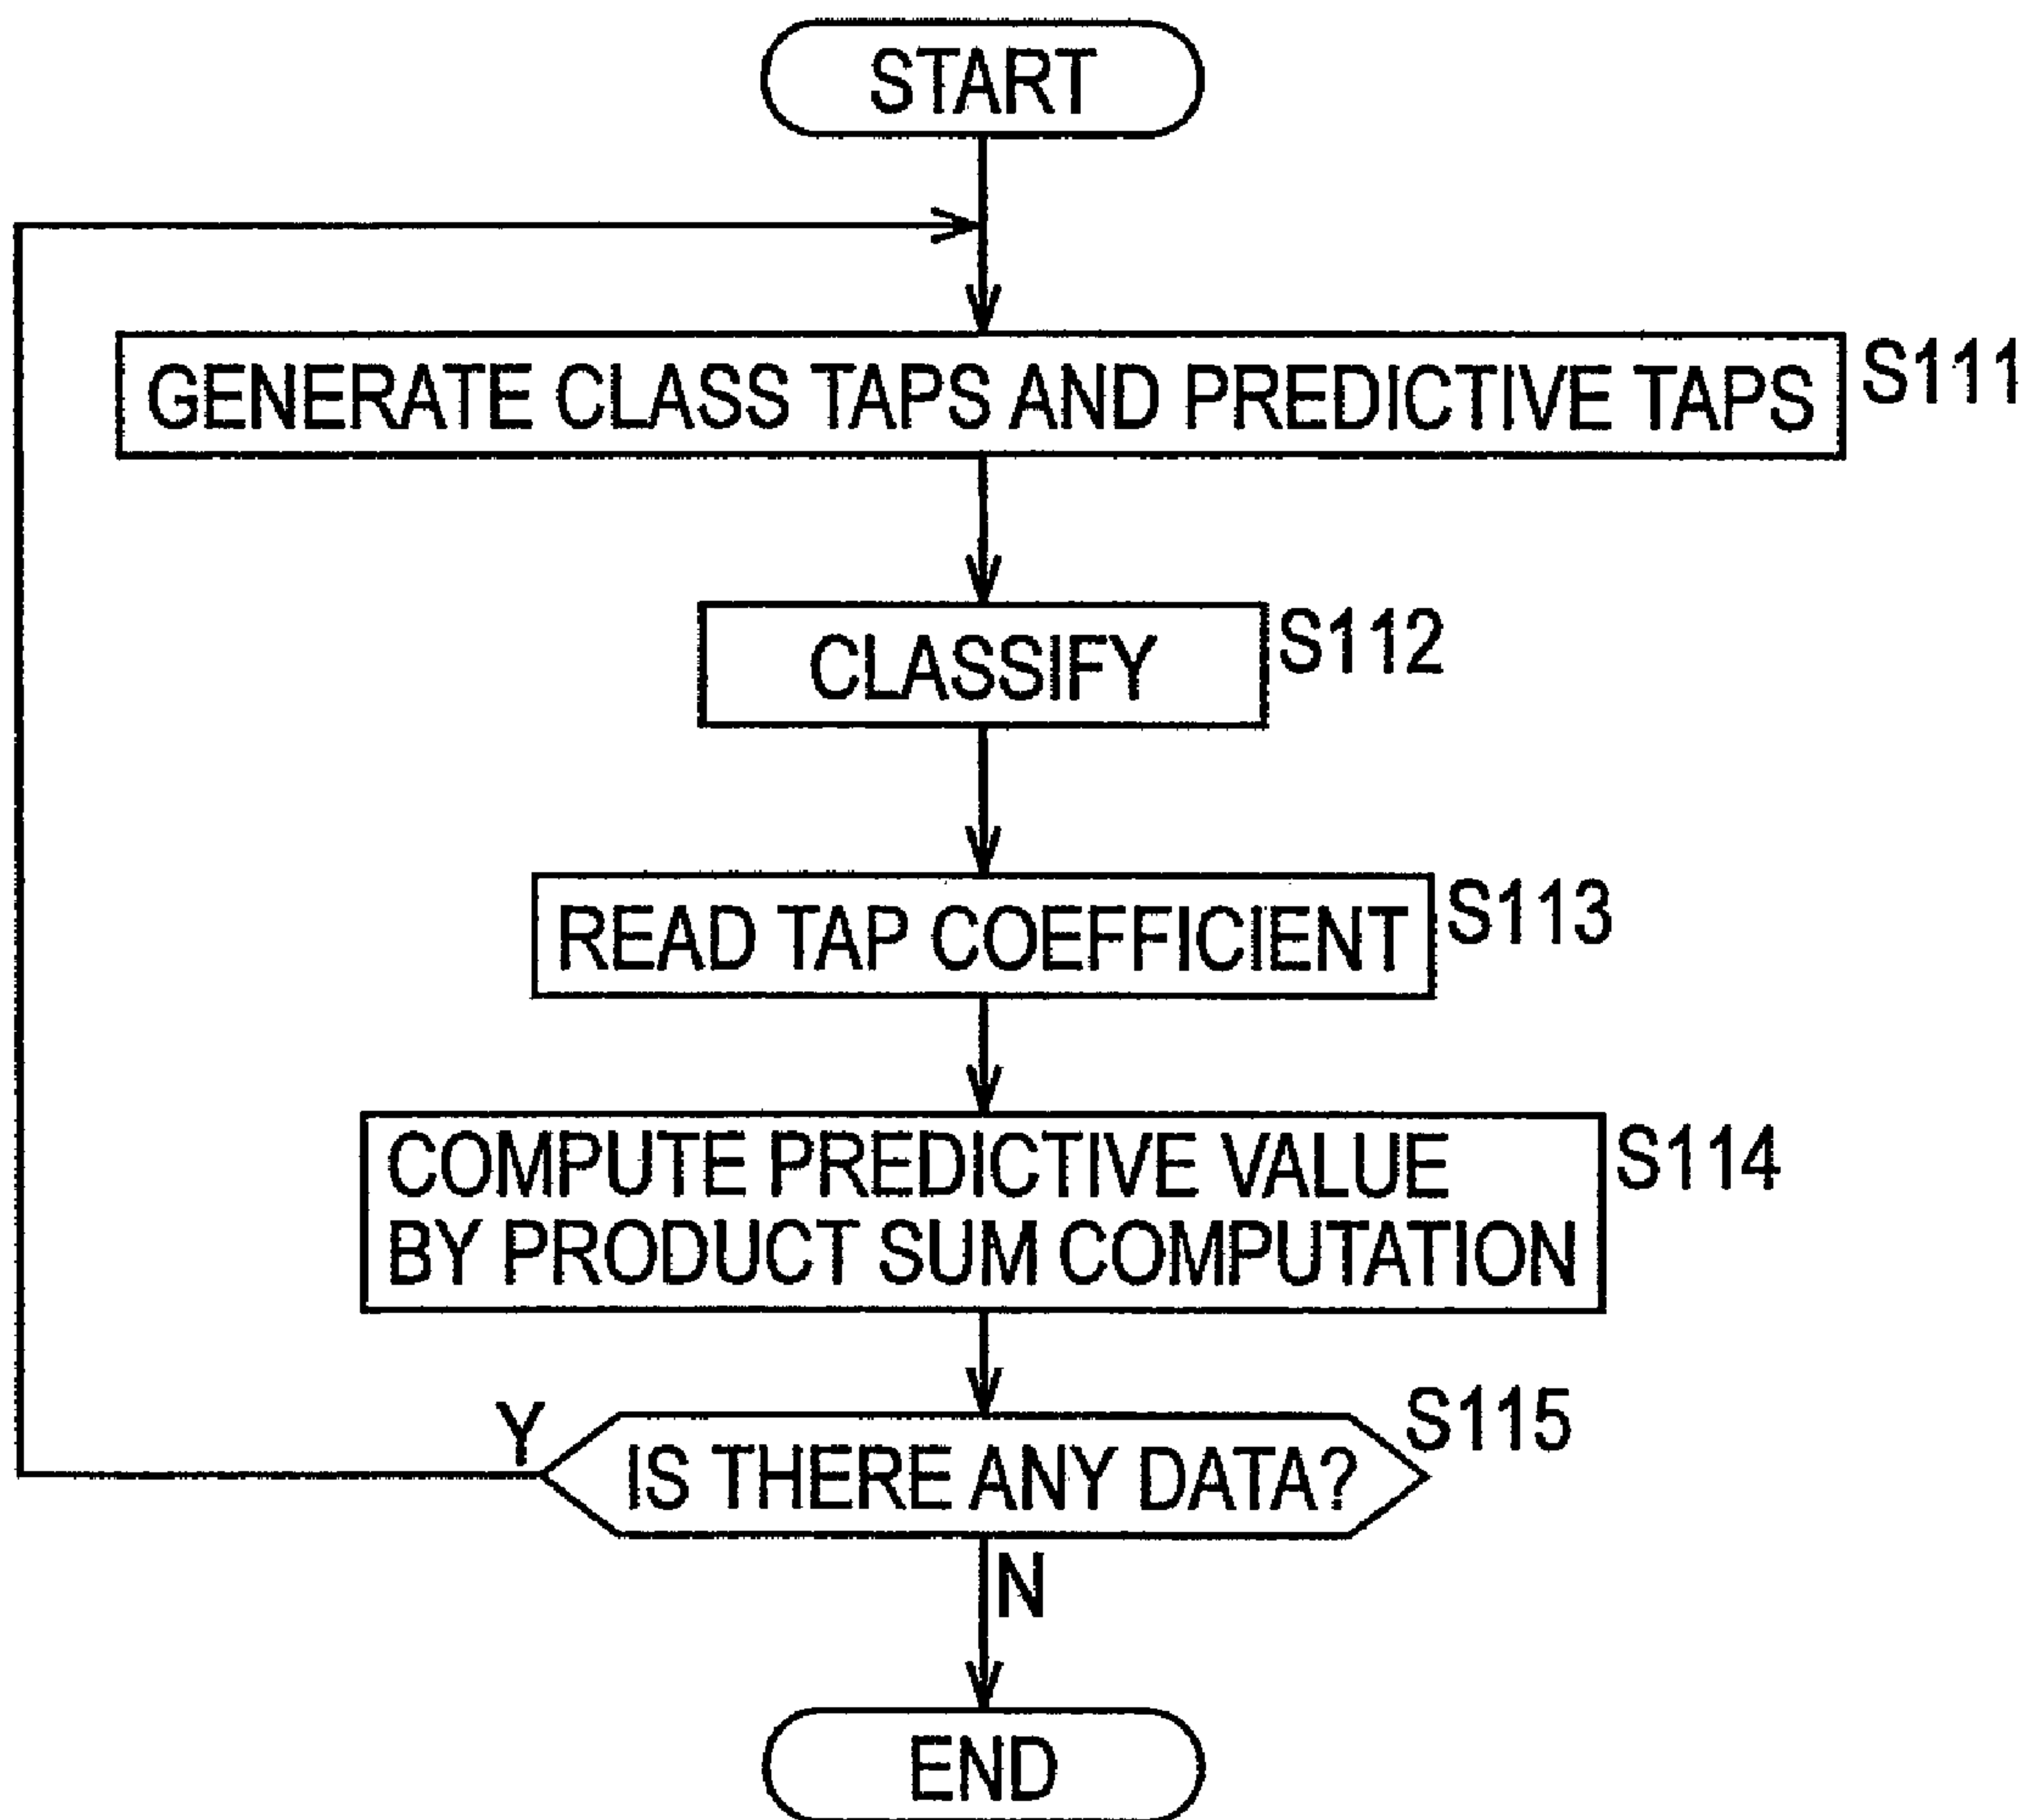 START
GENERATE CLASS TAPS AND PREDICTIVE TAPS
S111
CLASSIFY
S112
READ TAP COEFFICIENT
S113
COMPUTE PREDICTIVE VALUE
BY PRODUCT SUM COMPUTATION
S114
Y
IS THERE ANY DATA?
S115
N
END